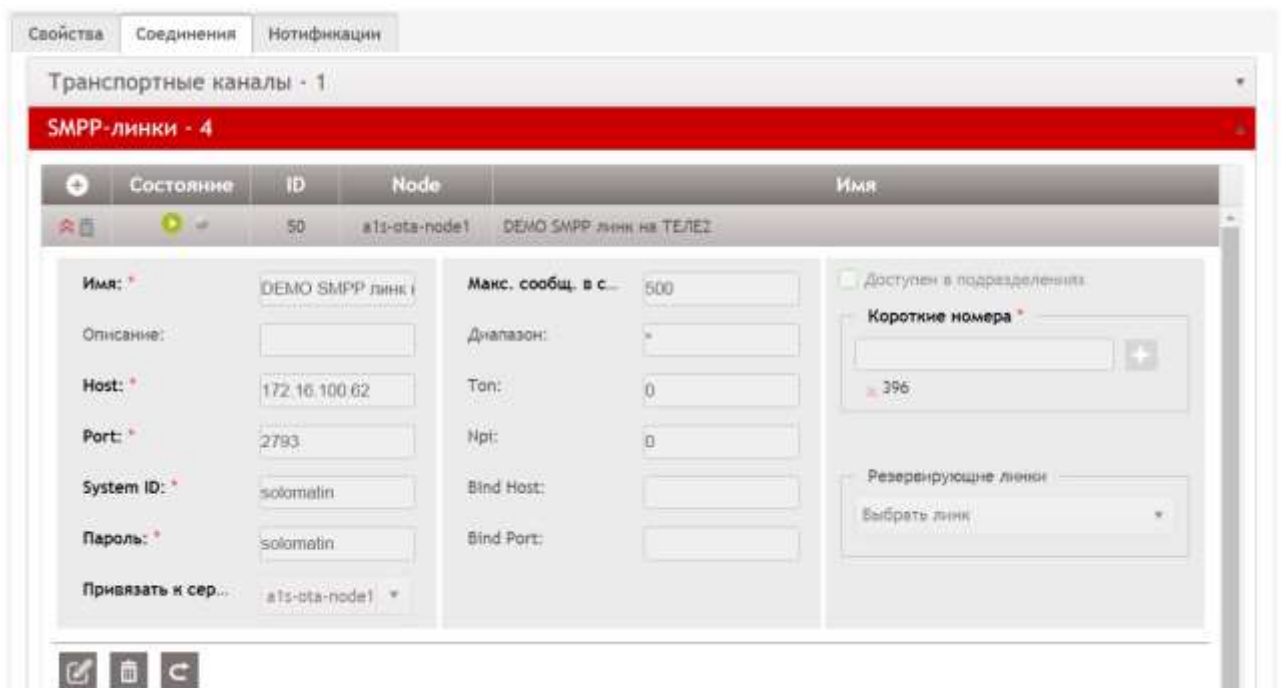 Свойства Соединения Нотификации
Транспортные каналы - 1
SMPP-линки - 4
Состояние ID Node Имя
50 a1s-ota-node1 DEMO SMPP линк на ТЕЛЕ2
Имя: * DEMO SMPP линк
Описание:
Host: * 172.16.100.62
Port: * 2793
System ID: * solomatin
Пароль: * solomatin
Привязать к сер... a1s-ota-node1
Макс. сообщ. в с... 500
Диапазон: *
Ton: 0
Npi: 0
Bind Host:
Bind Port:
Доступен в подразделениях
Короткие номера *
396
Резервирующие линки
Выбрать линк